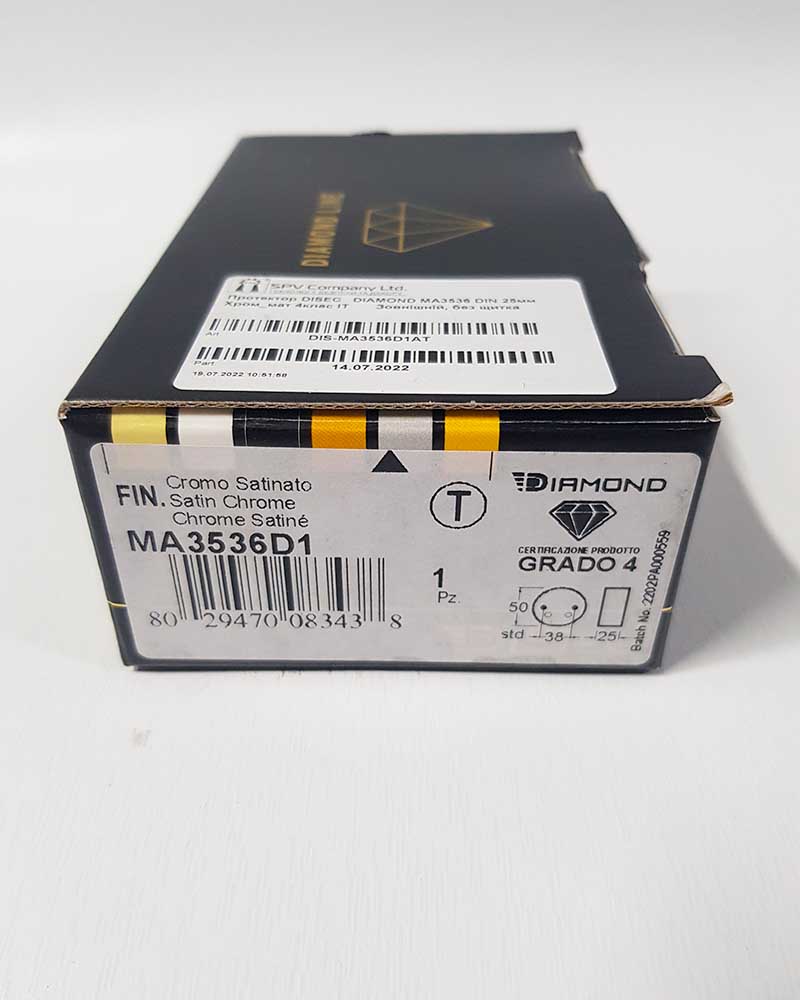 DIAMOND LINE
SPV Company Ltd.
Протектор DISEC DIAMOND MA3536 DIN 25мм
Хром_мат 4клас IT Зовнішній, без щитка
Art
DIS-MA3536D1AT
Part
14.07.2022
19.07.2022 10:51:58
FIN. Cromo Satinato
Satin Chrome
Chrome Satiné
MA3536D1
80 29470 08343 8
1
Pz.
T
DIAMOND
CERTIFICAZIONE PRODOTTO
GRADO 4
50
std 38 25
Batch No. 2202PA000559